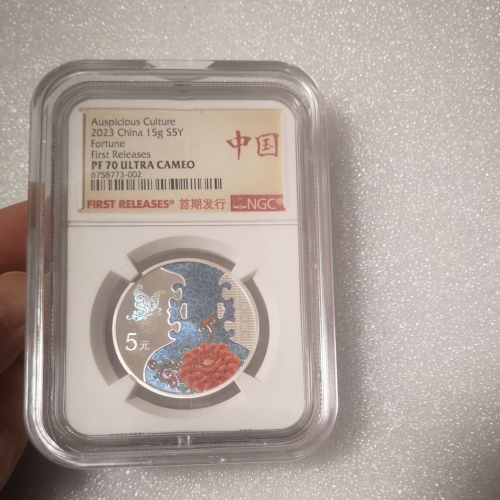 Auspicious Culture
2023 China 15g S5Y
Fortune
First Releases
PF 70 ULTRA CAMEO
6758773-002
中国
FIRST RELEASES® 首期发行 NGC®
5元